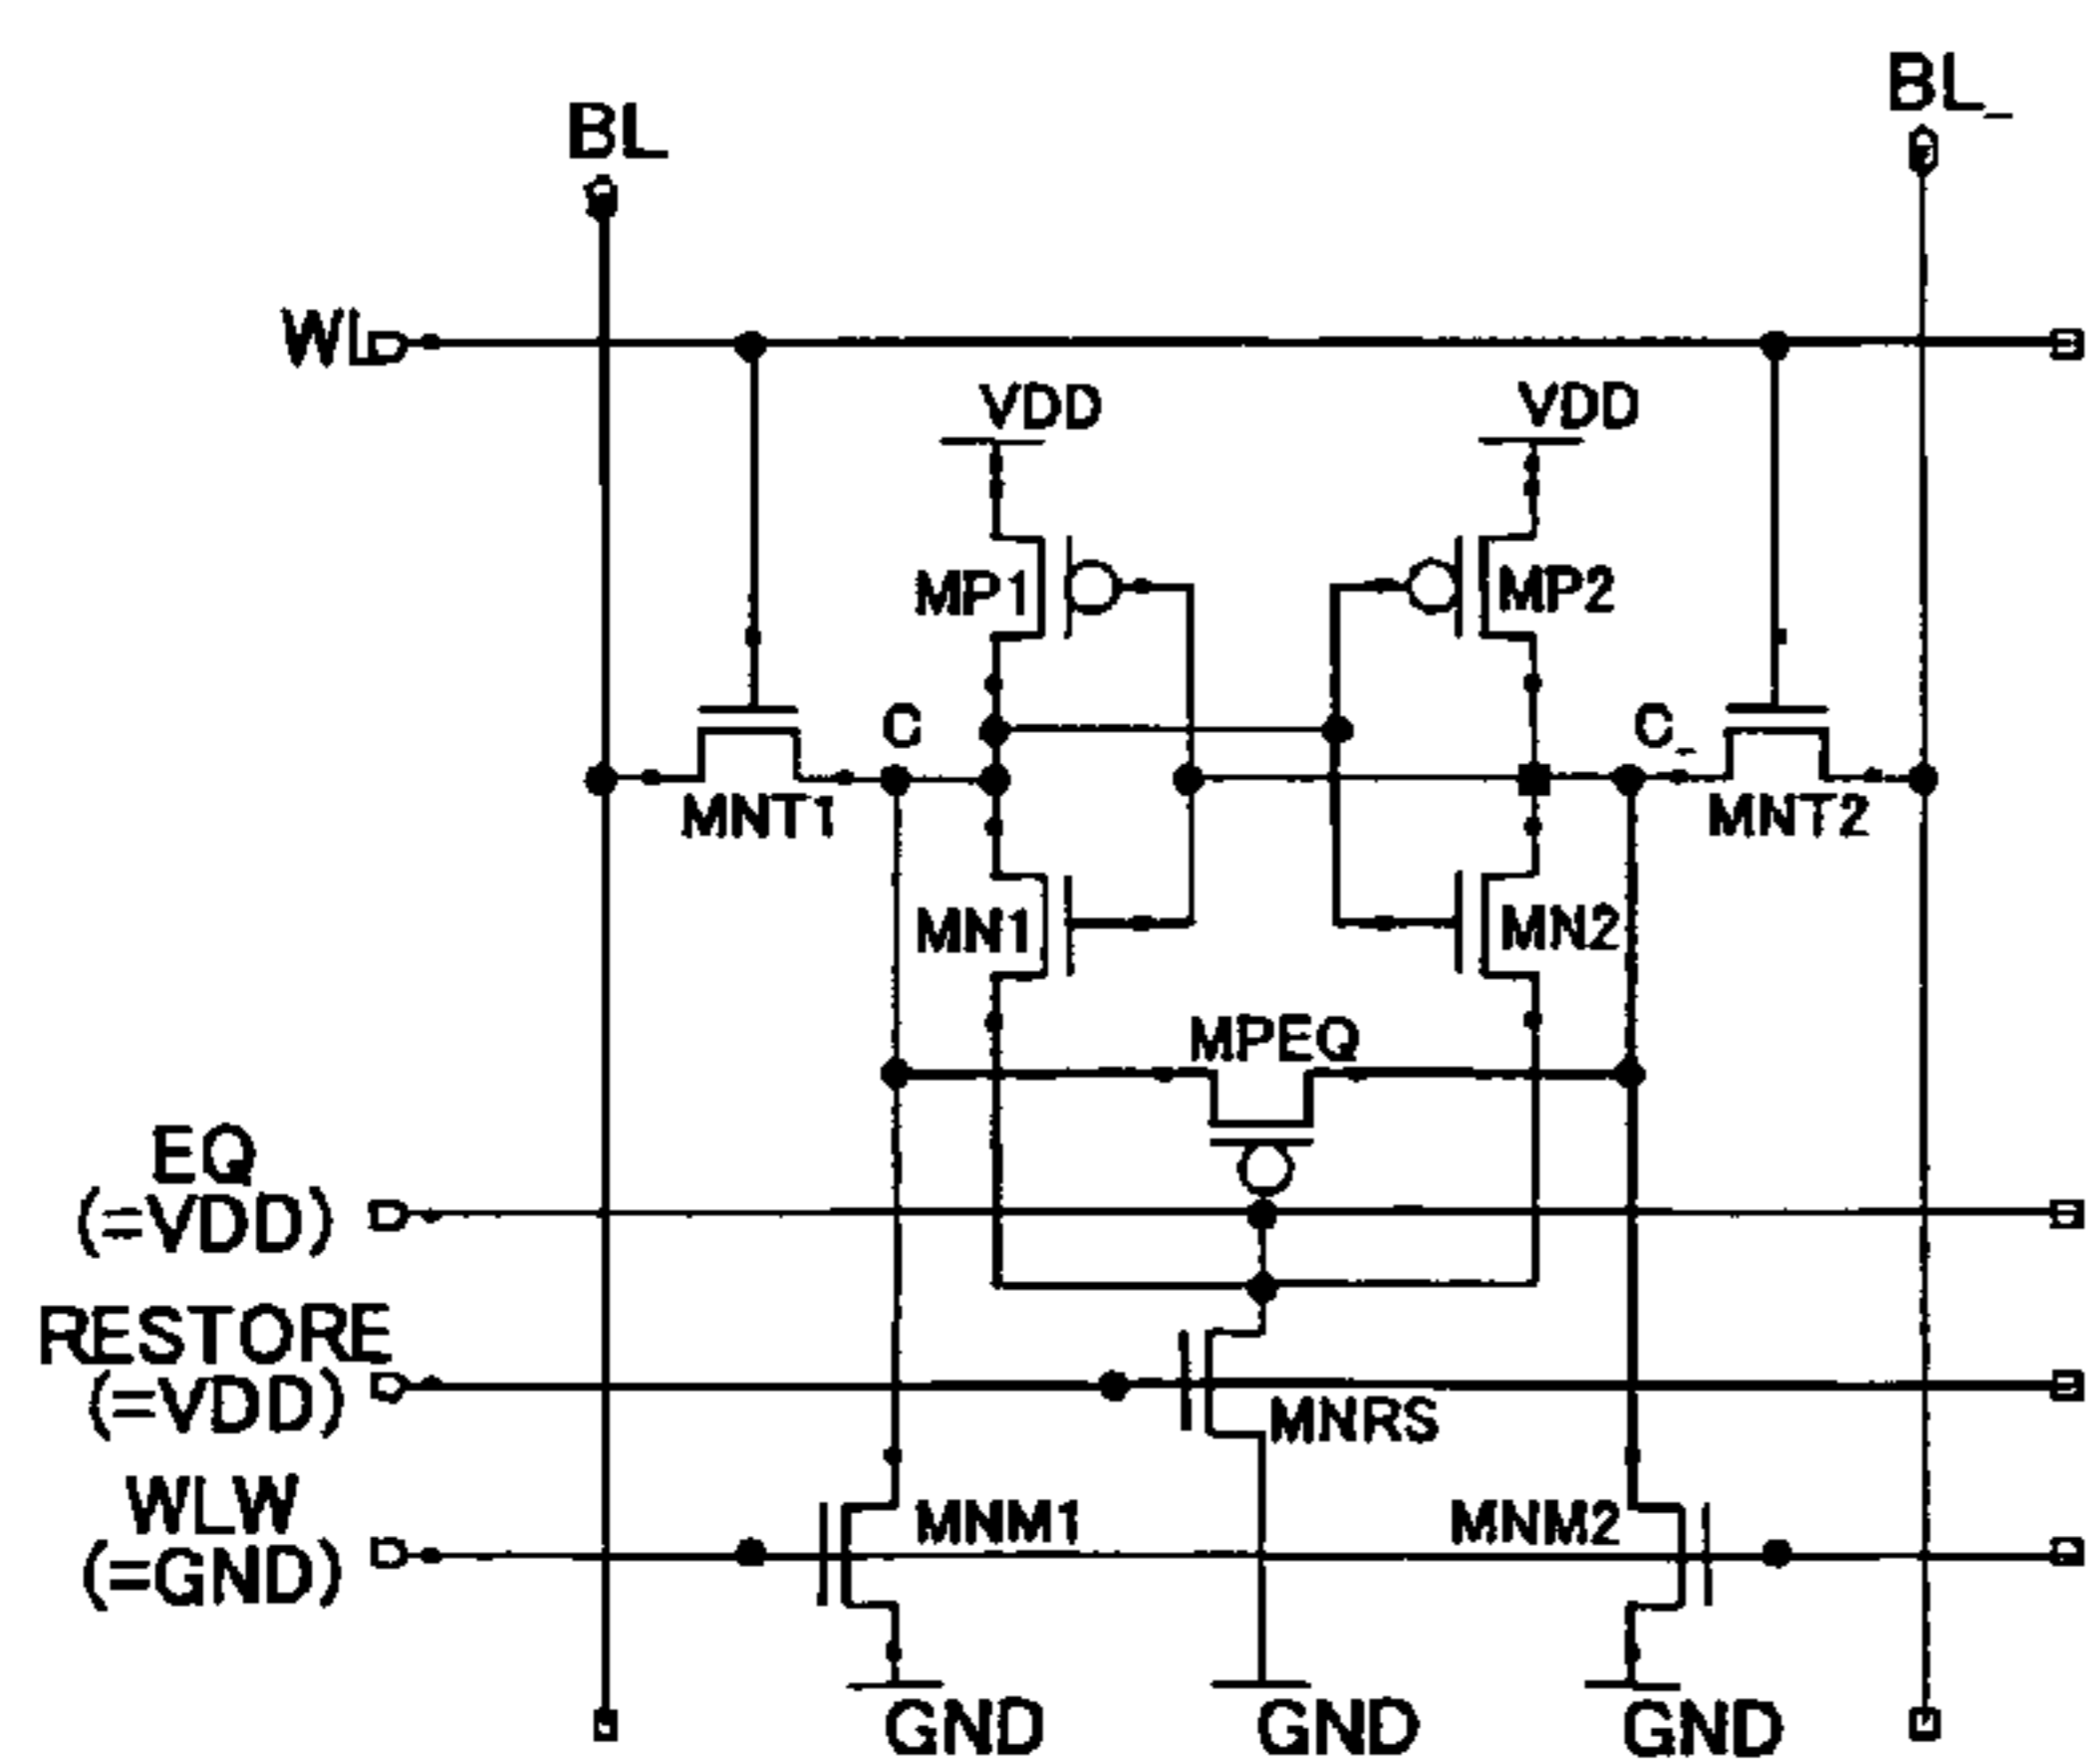 BL
BL_
WL
VDD
VDD
MP1
MP2
C
C_
MNT1
MNT2
MN1
MN2
MPEQ
EQ
(=VDD)
RESTORE
(=VDD)
MNRS
WLW
(=GND)
MNM1
MNM2
GND
GND
GND